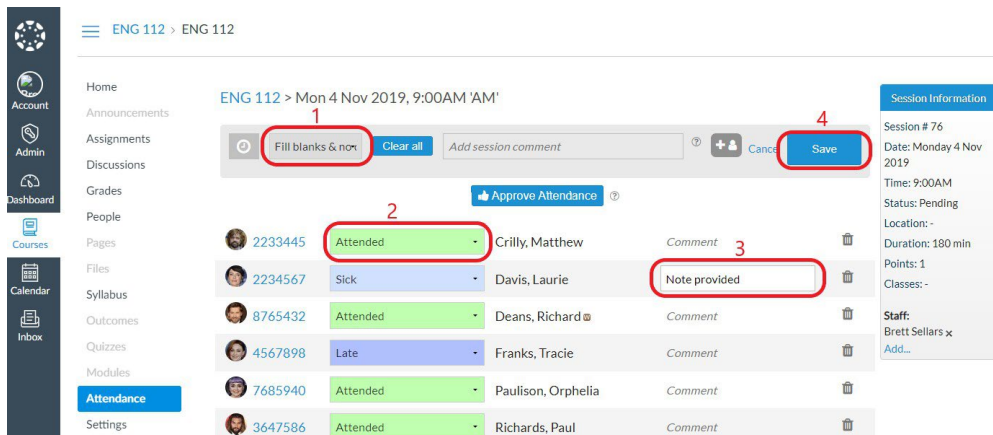 ENG 112 > ENG 112
Account
Admin
Dashboard
Courses
Calendar
Inbox
Home
Announcements
Assignments
Discussions
Grades
People
Pages
Files
Syllabus
Outcomes
Quizzes
Modules
Attendance
Settings
ENG 112 > Mon 4 Nov 2019, 9:00AM 'AM'
1
4
Fill blanks & no Clear all Add session comment ? Cance Save
Approve Attendance ?
2
2233445 Attended Crilly, Matthew Comment
3
2234567 Sick Davis, Laurie Note provided
8765432 Attended Deans, Richard Comment
4567898 Late Franks, Tracie Comment
7685940 Attended Paulison, Orphelia Comment
3647586 Attended Richards, Paul Comment
Session Information
Session # 76
Date: Monday 4 Nov
2019
Time: 9:00AM
Status: Pending
Location: -
Duration: 180 min
Points: 1
Classes: -
Staff:
Brett Sellars x
Add...